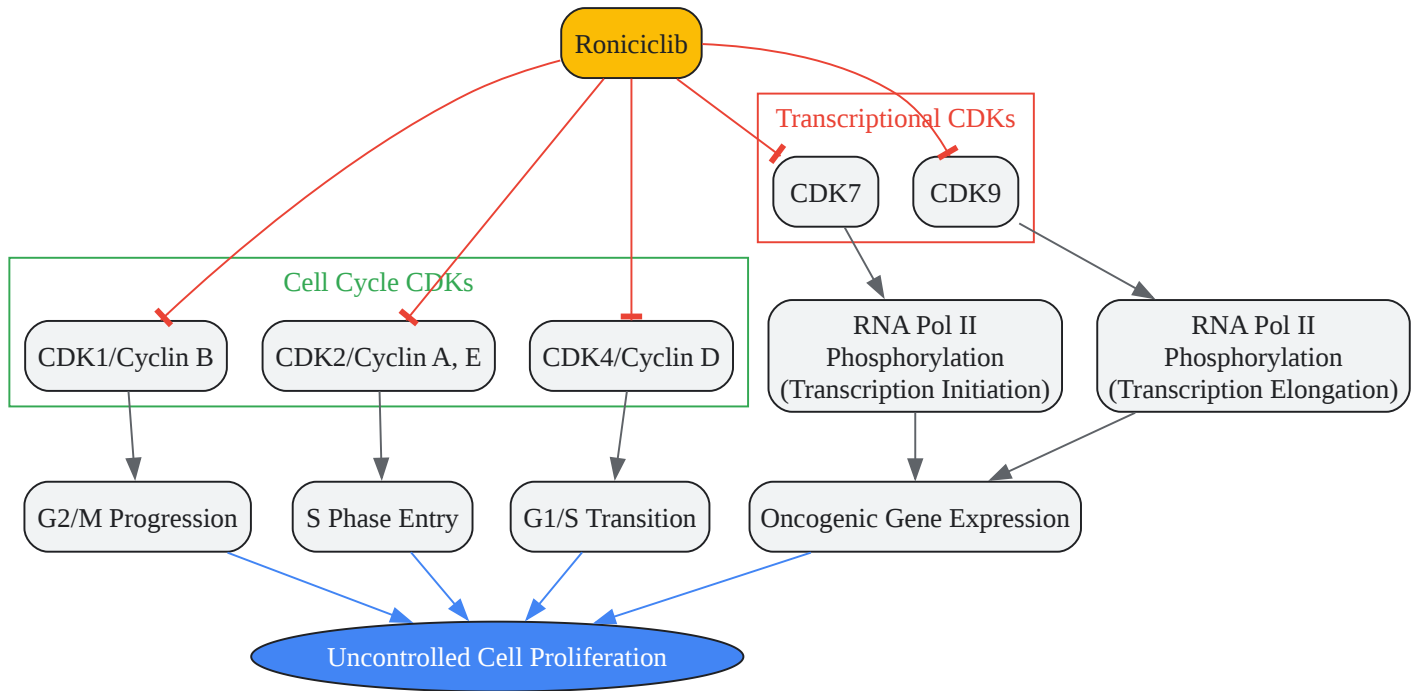 Roniciclib
Transcriptional CDKs
CDK7
CDK9
Cell Cycle CDKs
CDK1/Cyclin B
CDK2/Cyclin A, E
CDK4/Cyclin D
RNA Pol II
Phosphorylation
(Transcription Initiation)
RNA Pol II
Phosphorylation
(Transcription Elongation)
G2/M Progression
S Phase Entry
G1/S Transition
Oncogenic Gene Expression
Uncontrolled Cell Proliferation